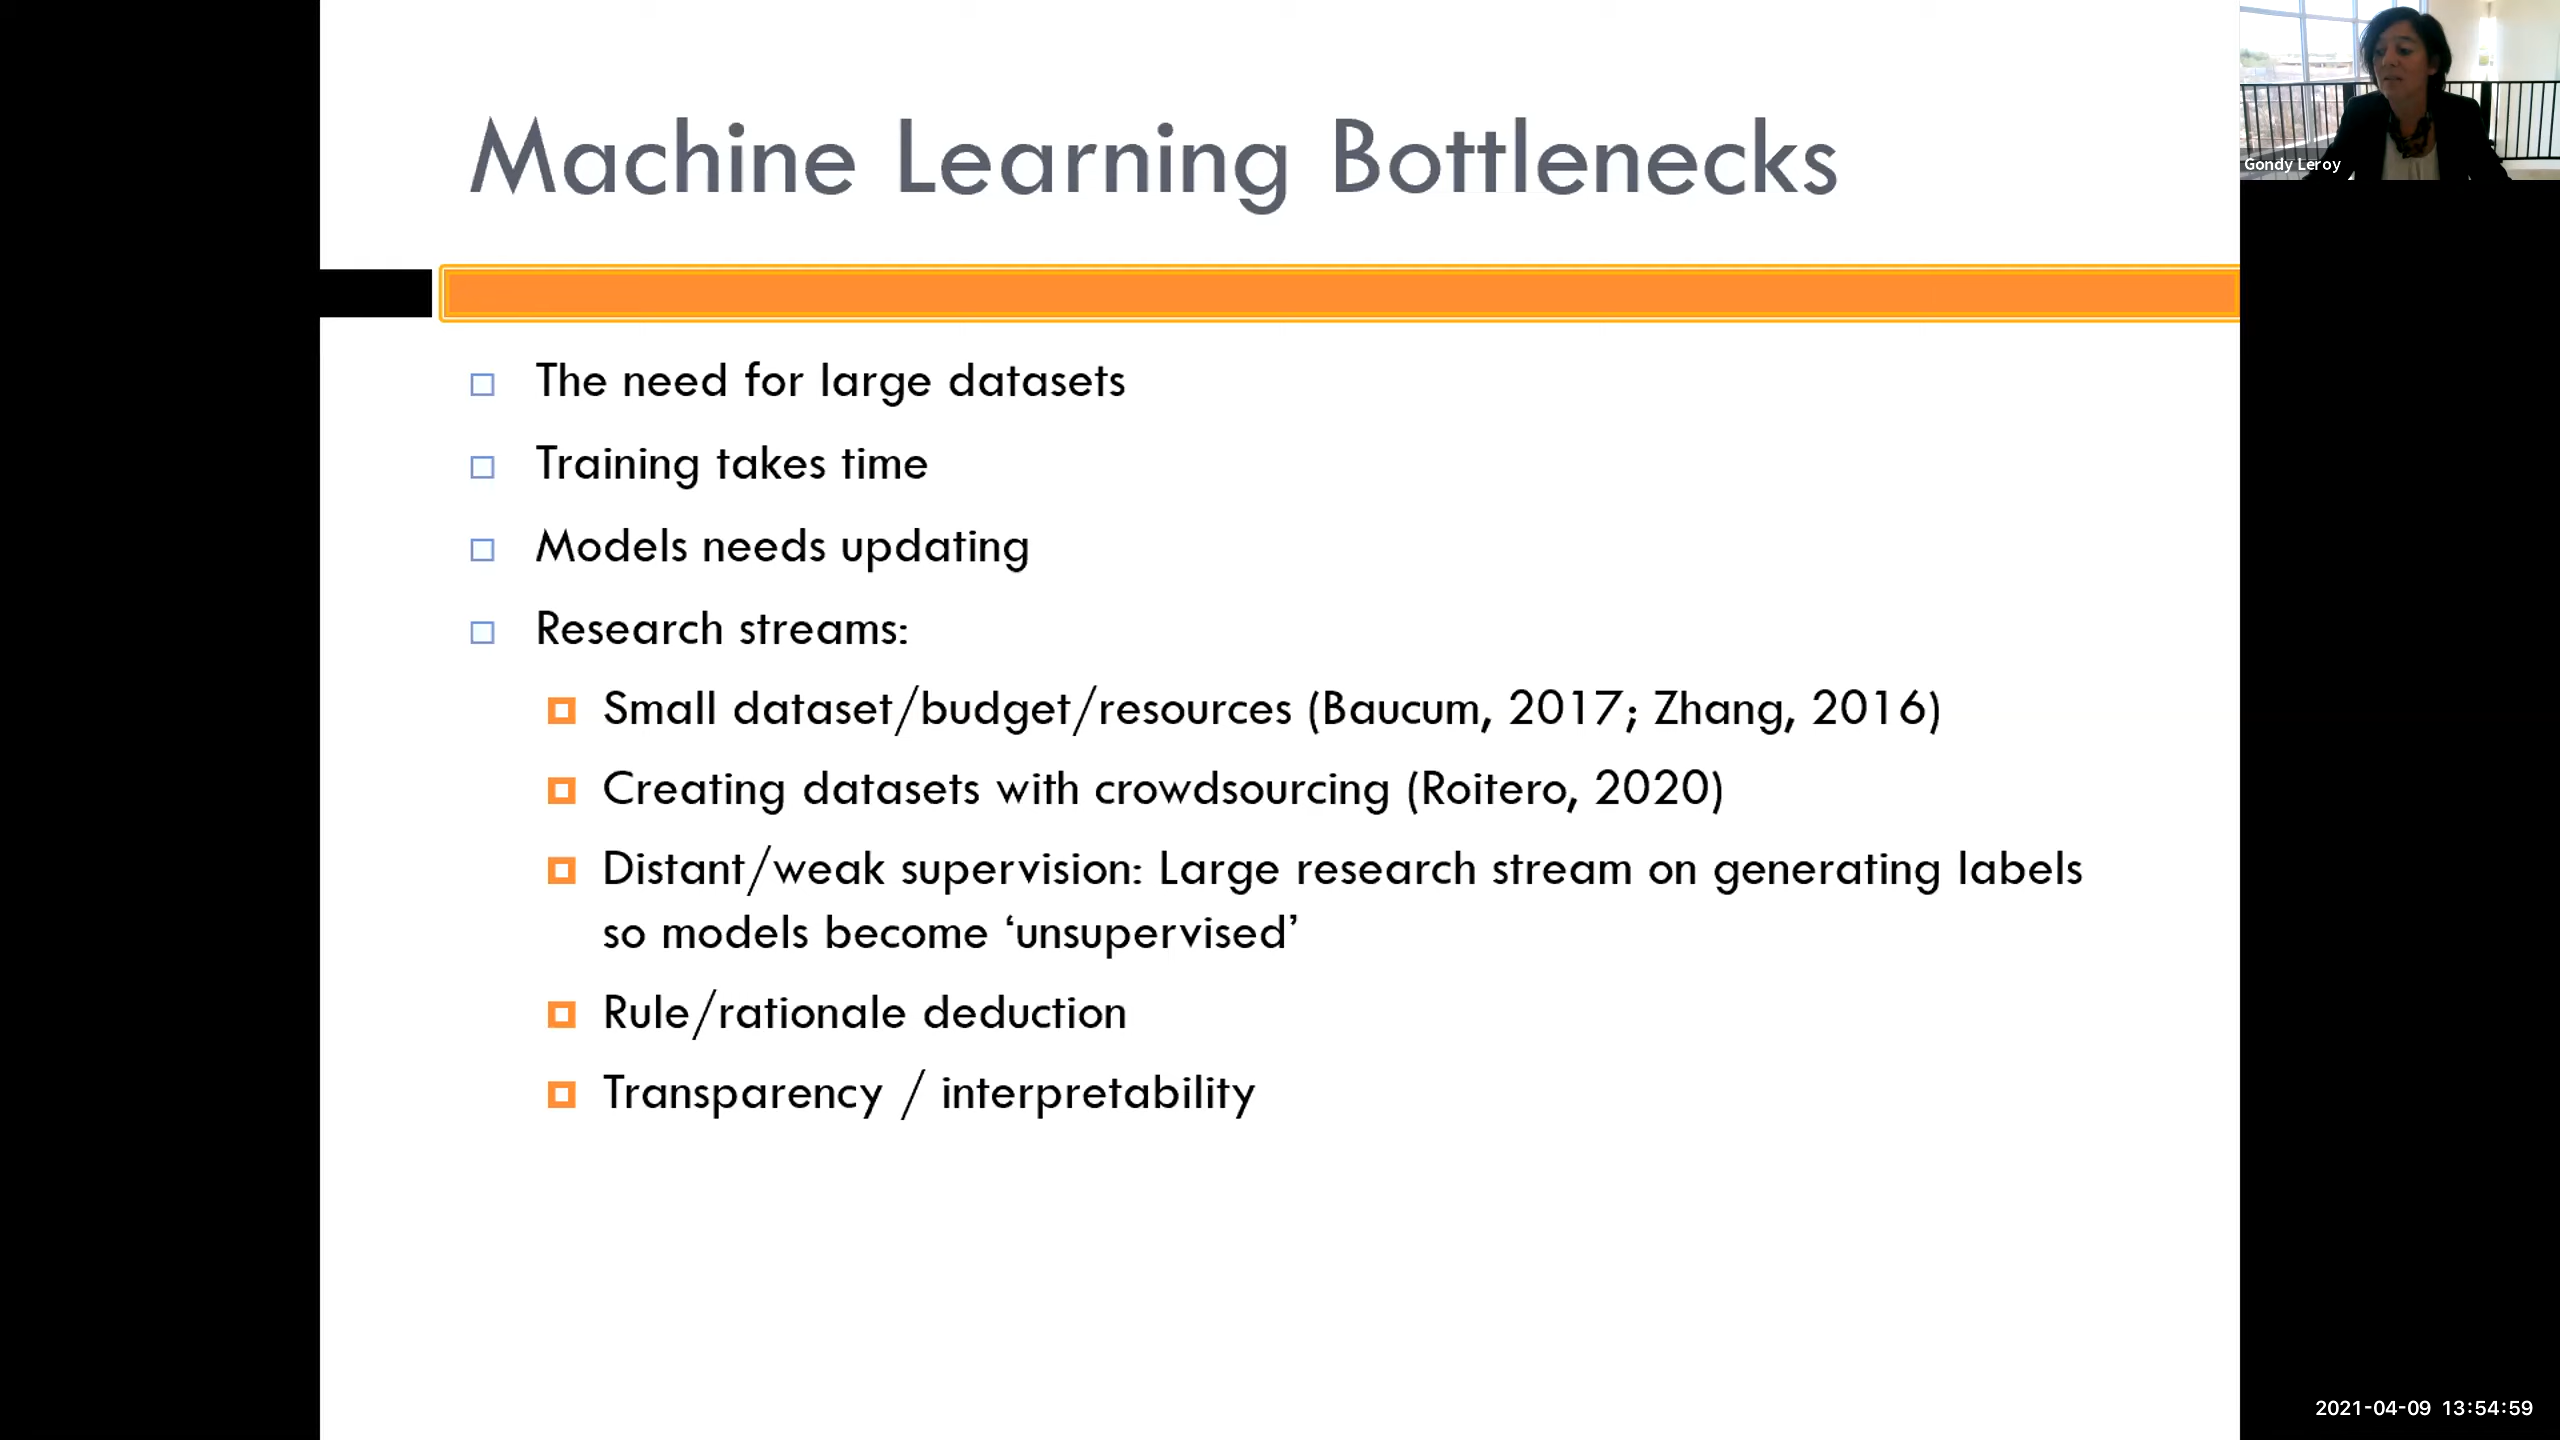 Machine Learning Bottlenecks
Gondy Leroy
The need for large datasets
Training takes time
Models needs updating
Research streams:
Small dataset/budget/resources (Baucum, 2017; Zhang, 2016)
Creating datasets with crowdsourcing (Roitero, 2020)
Distant/weak supervision: Large research stream on generating labels
so models become ‘unsupervised’
Rule/rationale deduction
Transparency / interpretability
2021-04-09 13:54:59